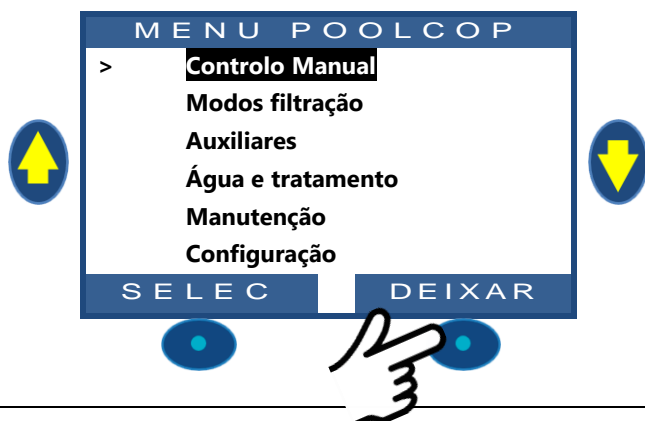 MENU POOLCOP
> Controlo Manual
Modos filtração
Auxiliares
Água e tratamento
Manutenção
Configuração
SELEC DEIXAR